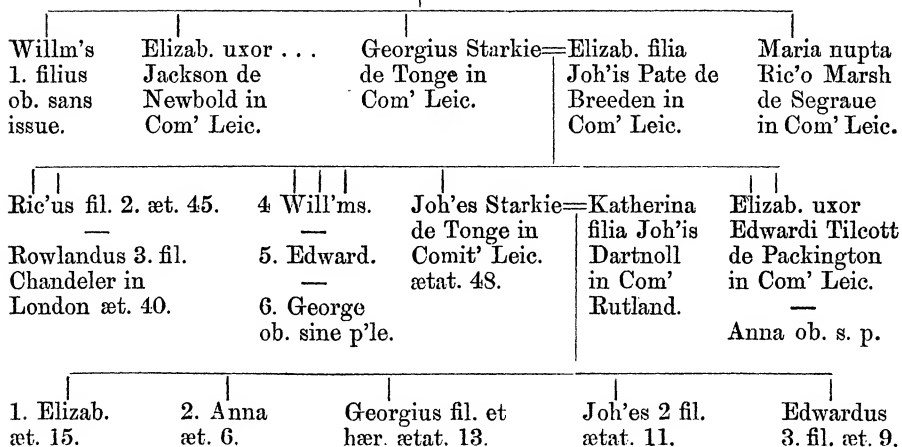 Willm's
1. filius
ob. sans
issue.
Elizab. uxor . . .
Jackson de
Newbold in
Com' Leic.
Georgius Starkie=Elizab. filia
de Tonge in
Com' Leic.
Joh'is Pate de
Breeden in
Com' Leic.
Maria nupta
Ric'o Marsh
de Segraue
in Com' Leic.
Ric'us fil. 2. æt. 45.
—
Rowlandus 3. fil.
Chandeler in
London æt. 40.
4 Will'ms.
—
5. Edward.
—
6. George
ob. sine p'le.
Joh'es Starkie=Katherina
de Tonge in
Comit' Leic.
ætat. 48.
filia Joh'is
Dartnoll
in Com'
Rutland.
Elizab. uxor
Edwardi Tilcott
de Packington
in Com' Leic.
—
Anna ob. s. p.
1. Elizab.
æt. 15.
2. Anna
æt. 6.
Georgius fil. et
hær. ætat. 13.
Joh'es 2 fil.
ætat. 11.
Edwardus
3. fil. æt. 9.